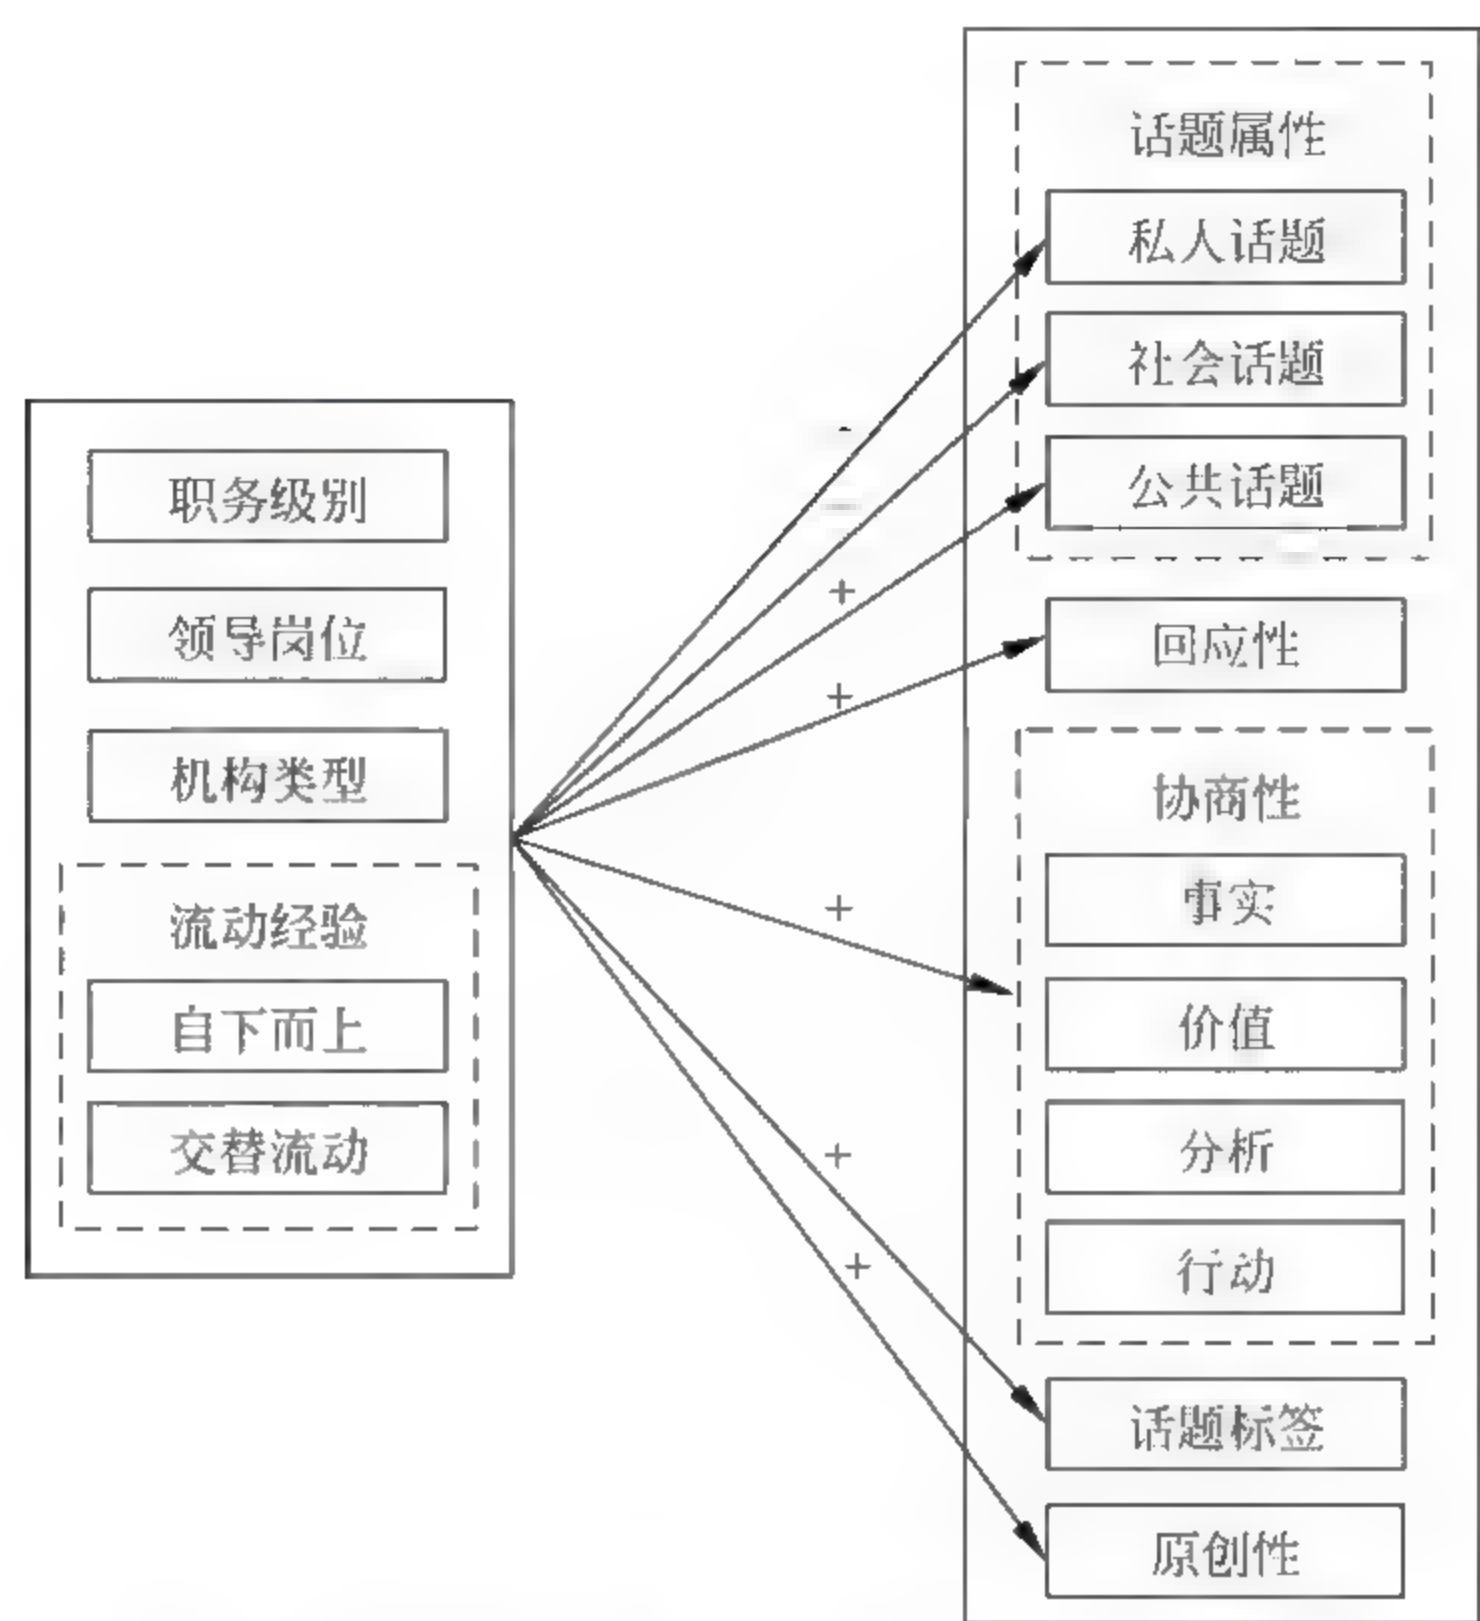 职务级别
领导岗位
机构类型
流动经验
自下而上
交替流动
-
-
+
+
+
+
+
话题属性
私人话题
社会话题
公共话题
回应性
协商性
事实
价值
分析
行动
话题标签
原创性